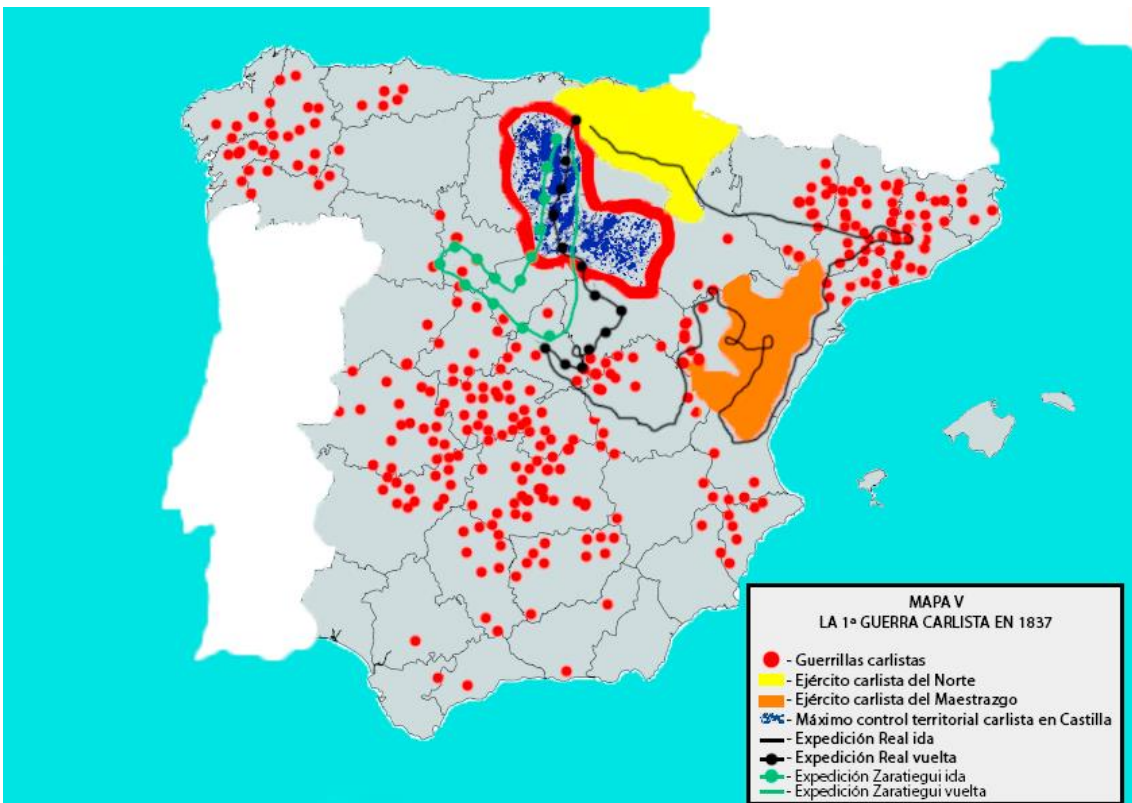 MAPA V
LA 1ª GUERRA CARLISTA EN 1837
- Guerrillas carlistas
- Ejército carlista del Norte
- Ejército carlista del Maestrazgo
- Máximo control territorial carlista en Castilla
- Expedición Real ida
- Expedición Real vuelta
- Expedición Zaratiegui ida
- Expedición Zaratiegui vuelta